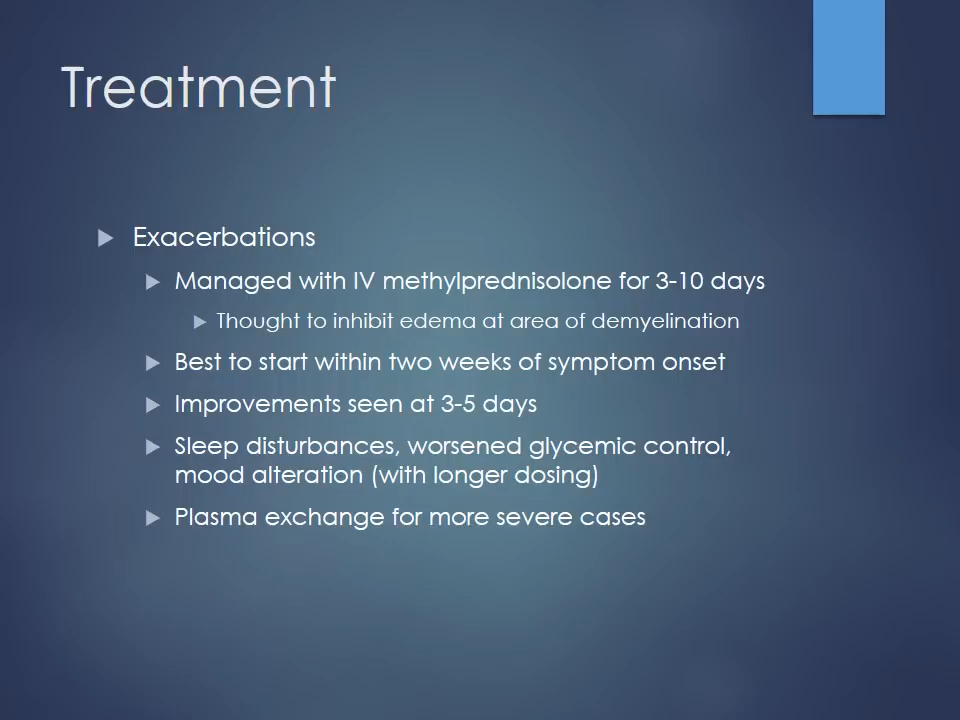 Treatment
Exacerbations
Managed with IV methylprednisolone for 3-10 days
Thought to inhibit edema at area of demyelination
Best to start within two weeks of symptom onset
Improvements seen at 3-5 days
Sleep disturbances, worsened glycemic control,
mood alteration (with longer dosing)
Plasma exchange for more severe cases